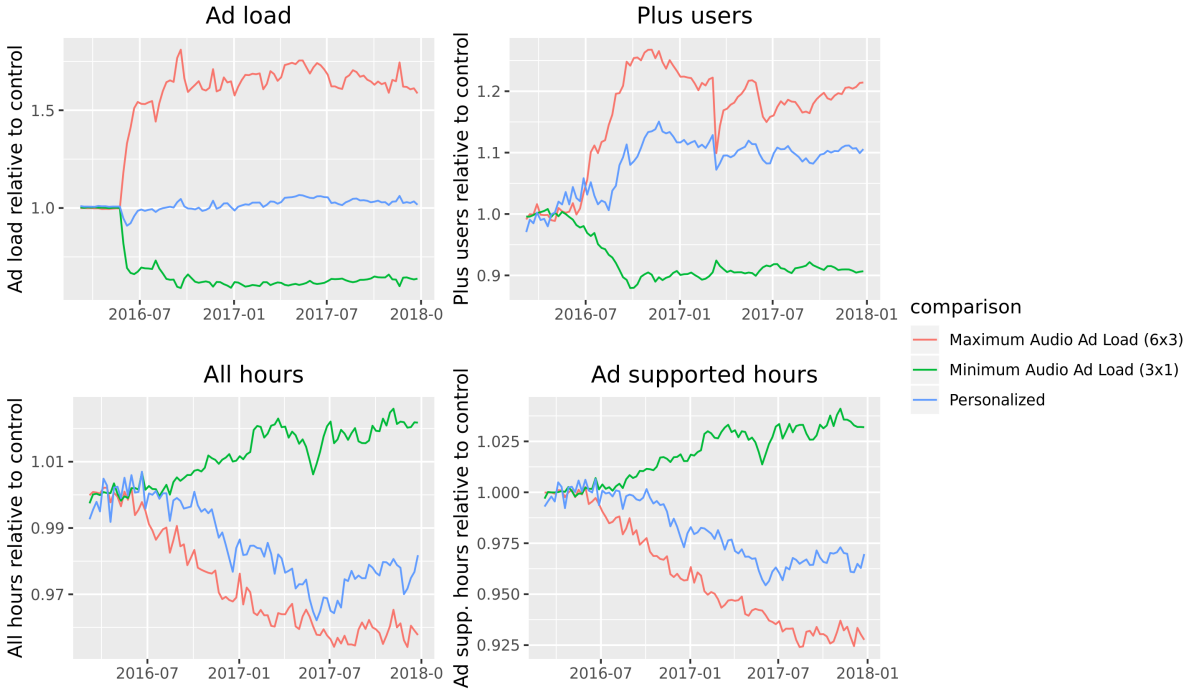 Ad load
Ad load relative to control
1.5
1.0
2016-07
2017-01
2017-07
2018-0
Plus users
Plus users relative to control
1.2
1.1
1.0
0.9
2016-07
2017-01
2017-07
2018-01
All hours
All hours relative to control
1.01
0.99
0.97
2016-07
2017-01
2017-07
2018-0
Ad supported hours
Ad supp. hours relative to control
1.025
1.000
0.975
0.950
0.925
2016-07
2017-01
2017-07
2018-01
comparison
Maximum Audio Ad Load (6x3)
Minimum Audio Ad Load (3x1)
Personalized